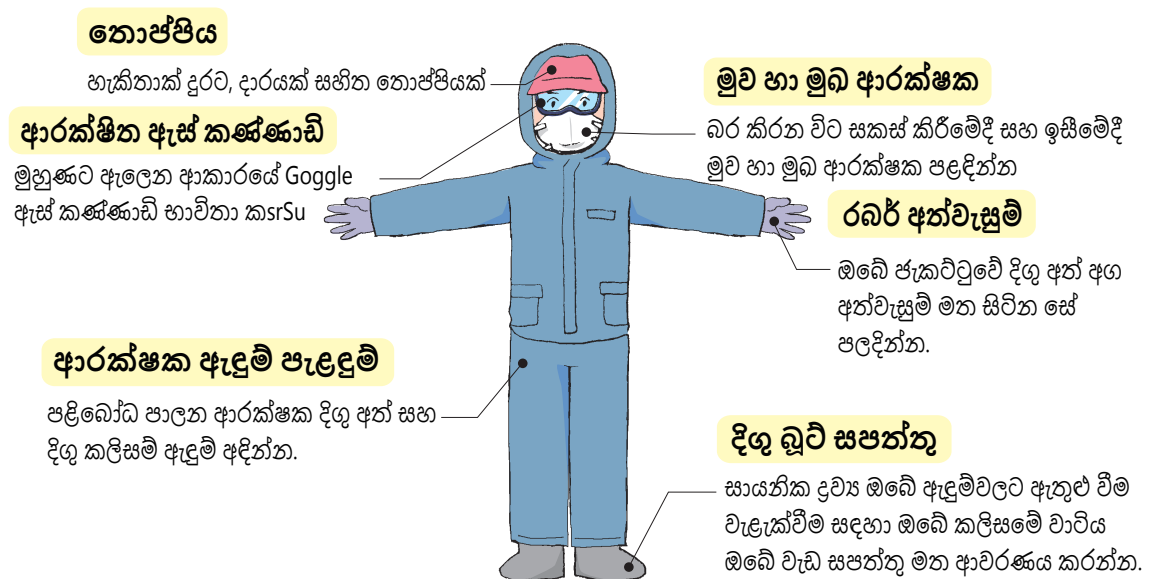 තොප්පිය
හැකිතාක් දුරට, දාරයක් සහිත තොප්පියක්
ආරක්ෂිත ඇස් කණ්ණාඩි
මුහුණට ඇලෙන ආකාරයේ Goggle
ඇස් කණ්ණාඩි භාවිතා කsrSu
ආරක්ෂක ඇඳුම් පැළඳුම්
පළිබෝධ පාලන ආරක්ෂක දිගු අත් සහ
දිගු කලිසම් ඇඳුම් අඳින්න.
මුව හා මුඛ ආරක්ෂක
බර කිරන විට සකස් කිරීමේදී සහ ඉසීමේදී
මුව හා මුඛ ආරක්ෂක පළඳින්න
රබර් අත්වැසුම්
ඔබේ ජැකට්ටුවේ දිගු අත් අග
අත්වැසුම් මත සිටින සේ
පලදින්න.
දිගු බූට් සපත්තු
සායනික ද්‍රව්‍ය ඔබේ ඇඳුම්වලට ඇතුළු වීම
වැළැක්වීම සඳහා ඔබේ කලිසමේ වාටිය
ඔබේ වැඩ සපත්තු මත ආවරණය කරන්න.